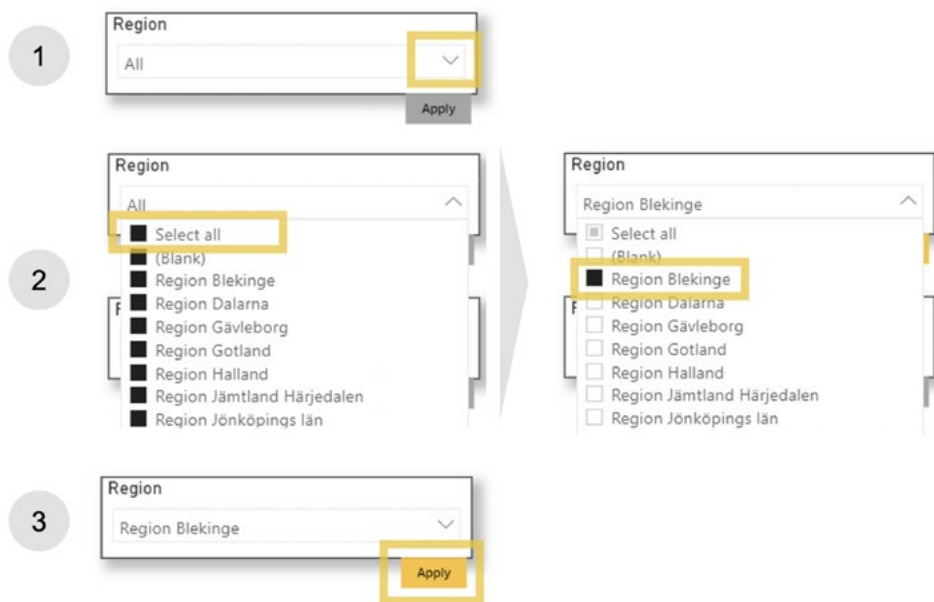 1
Region
All
Apply
2
Region
All
Select all
(Blank)
Region Blekinge
Region Dalarna
Region Gävleborg
Region Gotland
Region Halland
Region Jämtland Härjedalen
Region Jönköpings län
Region
Region Blekinge
Select all
(Blank)
Region Blekinge
Region Dalarna
Region Gävleborg
Region Gotland
Region Halland
Region Jämtland Härjedalen
Region Jönköpings län
3
Region
Region Blekinge
Apply